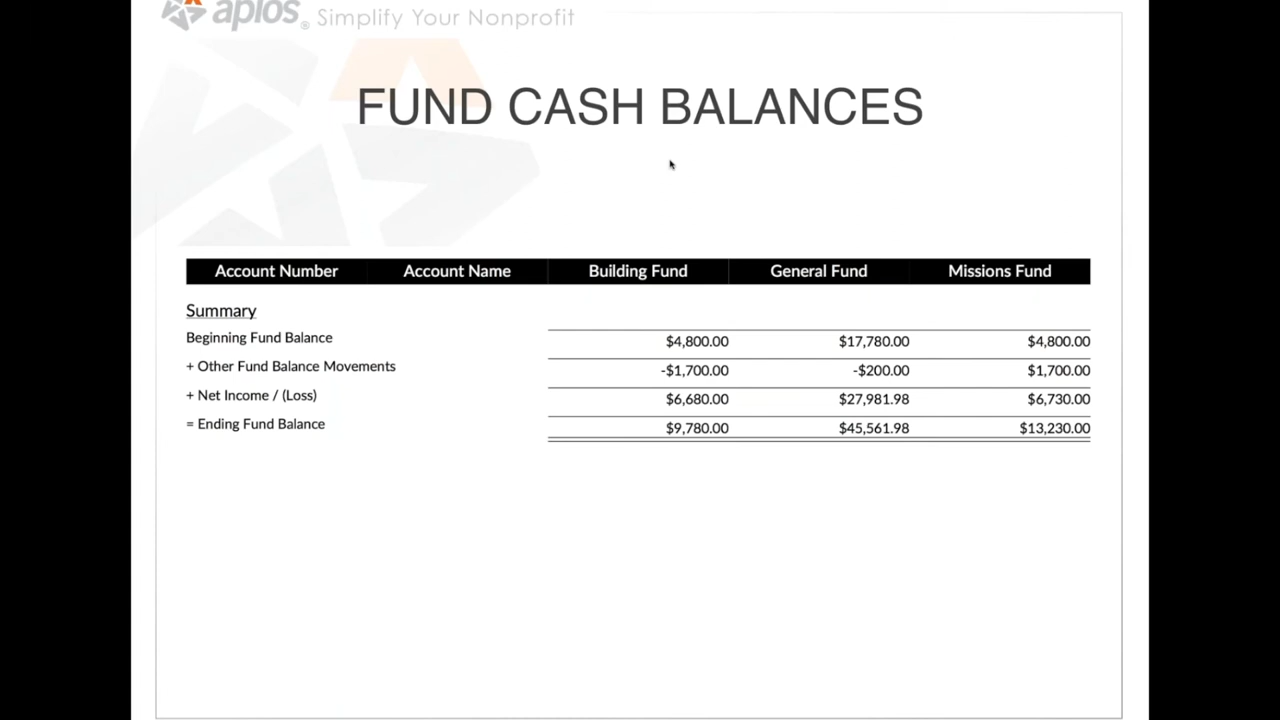 aplos® Simplify Your Nonprofit
FUND CASH BALANCES
Account Number Account Name Building Fund General Fund Missions Fund
Summary
Beginning Fund Balance $4,800.00 $17,780.00 $4,800.00
+ Other Fund Balance Movements -$1,700.00 -$200.00 $1,700.00
+ Net Income / (Loss) $6,680.00 $27,981.98 $6,730.00
= Ending Fund Balance $9,780.00 $45,561.98 $13,230.00